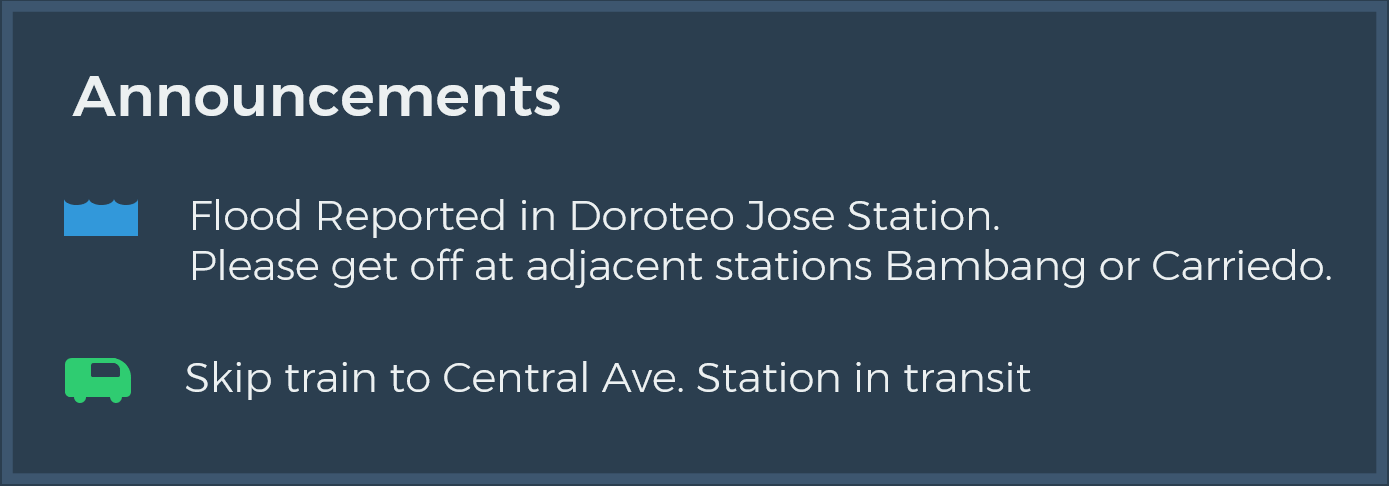 Announcements
Flood Reported in Doroteo Jose Station.
Please get off at adjacent stations Bambang or Carriedo.
Skip train to Central Ave. Station in transit